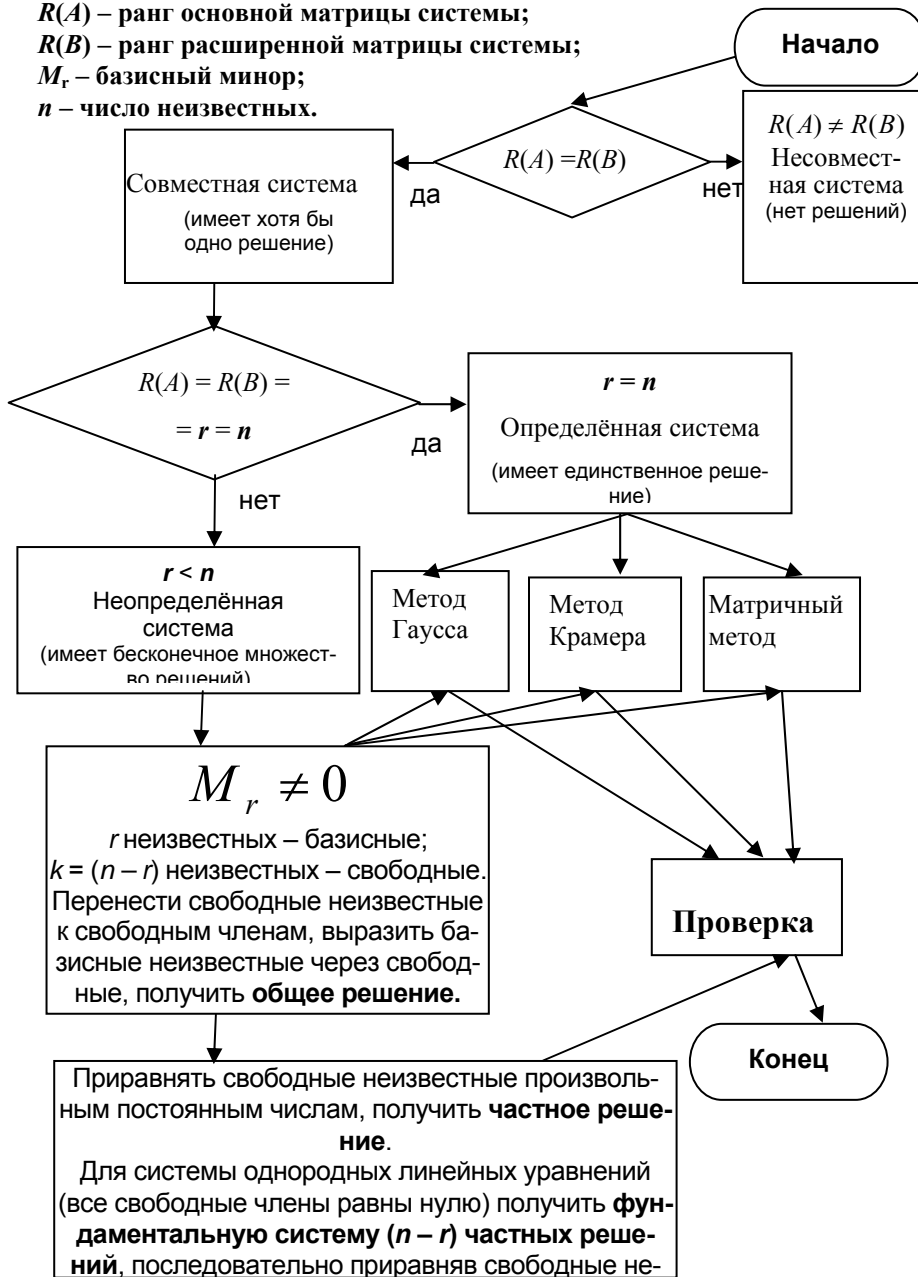 R(A) – ранг основной матрицы системы;
R(B) – ранг расширенной матрицы системы;
Mr – базисный минор;
n – число неизвестных.
Начало
R(A) =R(B)
да
нет
R(A) ≠ R(B)
Несовмест-
ная система
(нет решений)
Совместная система
(имеет хотя бы
одно решение)
R(A) = R(B) =
= r = n
да
нет
r = n
Определённая система
(имеет единственное реше-
ние)
r < n
Неопределённая
система
(имеет бесконечное множест-
во решений)
Метод
Гаусса
Метод
Крамера
Матричный
метод
Mr ≠ 0
r неизвестных – базисные;
k = (n – r) неизвестных – свободные.
Перенести свободные неизвестные
к свободным членам, выразить ба-
зисные неизвестные через свобод-
ные, получить общее решение.
Проверка
Конец
Приравнять свободные неизвестные произволь-
ным постоянным числам, получить частное реше-
ние.
Для системы однородных линейных уравнений
(все свободные члены равны нулю) получить фун-
даментальную систему (n – r) частных реше-
ний, последовательно приравняв свободные не-